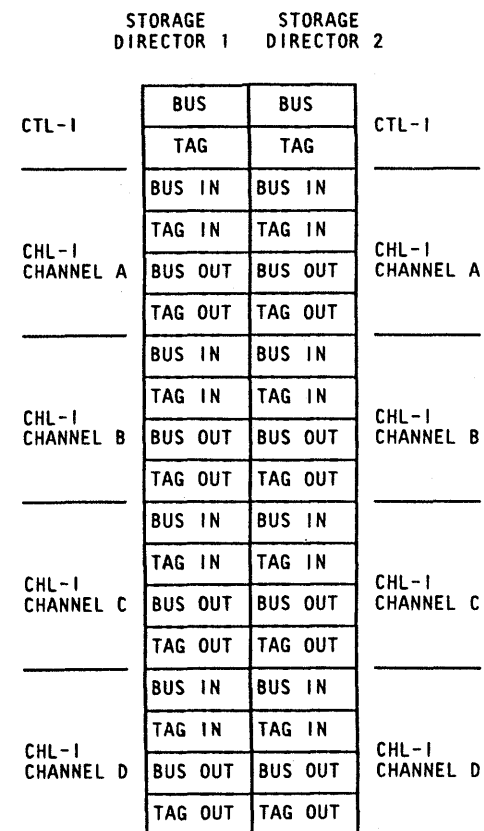 STORAGE STORAGE
DIRECTOR 1 DIRECTOR 2
BUS BUS
CTL-I CTL-I
TAG TAG
BUS IN BUS IN
TAG IN TAG IN
CHL-I CHL-I
CHANNEL A BUS OUT BUS OUT CHANNEL A
TAG OUT TAG OUT
BUS IN BUS IN
TAG IN TAG IN
CHL-I CHL-I
CHANNEL B BUS OUT BUS OUT CHANNEL B
TAG OUT TAG OUT
BUS IN BUS IN
TAG IN TAG IN
CHL-I CHL-I
CHANNEL C BUS OUT BUS OUT CHANNEL C
TAG OUT TAG OUT
BUS IN BUS IN
TAG IN TAG IN
CHL-I CHL-I
CHANNEL D BUS OUT BUS OUT CHANNEL D
TAG OUT TAG OUT